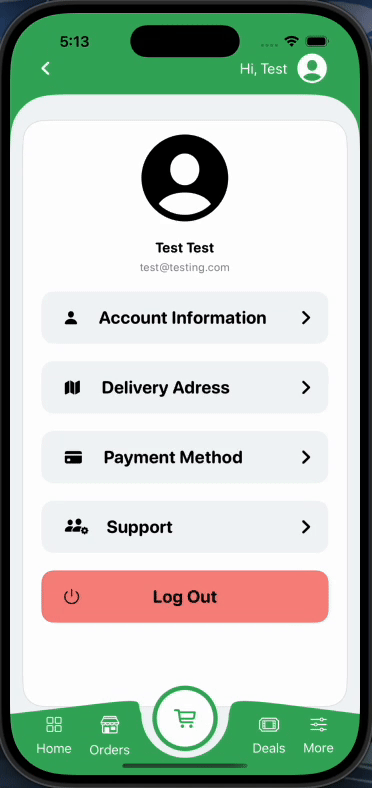 5:13
Hi, Test
Test Test
test@testing.com
Account Information
Delivery Adress
Payment Method
Support
Log Out
Home Orders Deals More